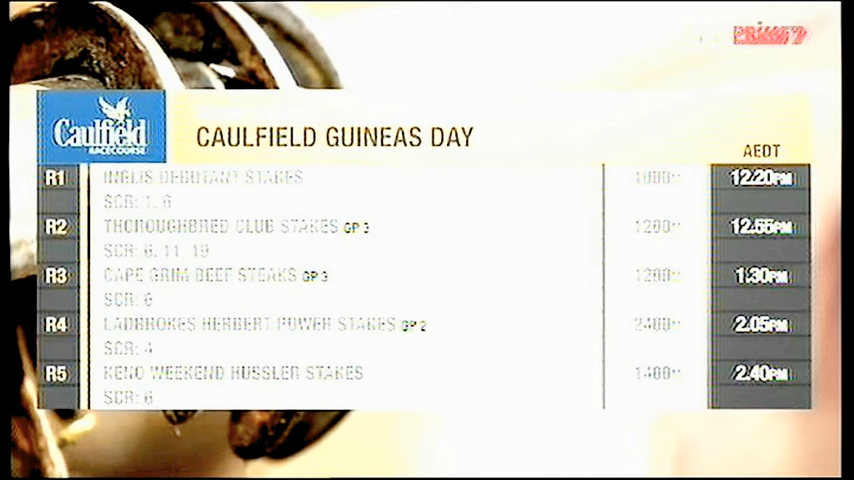 PRIME7
Caulfield
RACECOURSE
CAULFIELD GUINEAS DAY
AEDT
R1 INGLIS DEBUTANT STAKES 1000m 12.20PM
SCR: 1, 6
R2 THOROUGHBRED CLUB STAKES GP 3 1200m 12.55PM
SCR: 6, 11, 19
R3 CAPE GRIM BEEF STEAKS GP 3 1200m 1.30PM
SCR: 6
R4 LADBROKES HERBERT POWER STAKES GP 2 2400m 2.05PM
SCR: 4
R5 KENO WEEKEND HUSSLER STAKES 1400m 2.40PM
SCR: 6